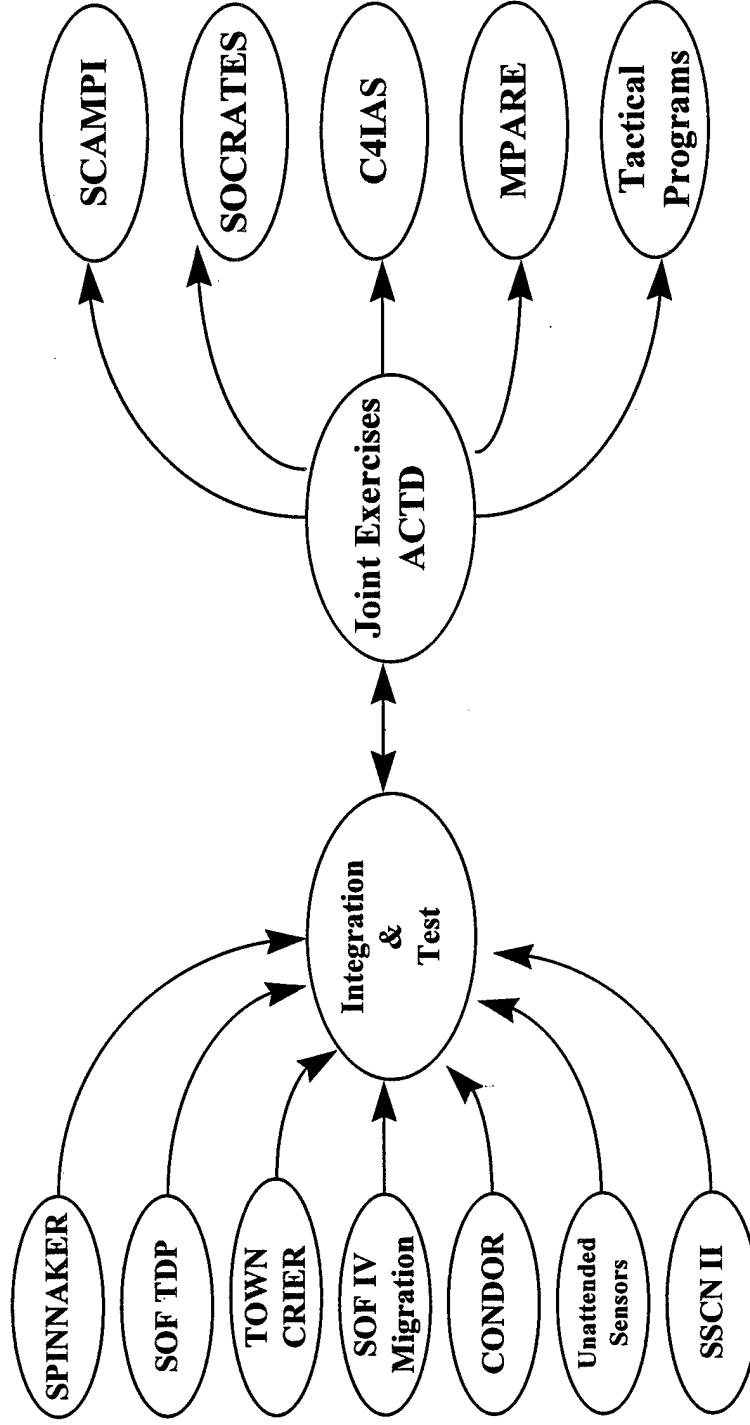 SPINNAKER
SOF TDP
TOWN
CRIER
SOF IV
Migration
CONDOR
Unattended
Sensors
SSCN II
Integration
&
Test
Joint Exercises
ACTD
SCAMPI
SOCRATES
C4IAS
MPARE
Tactical
Programs